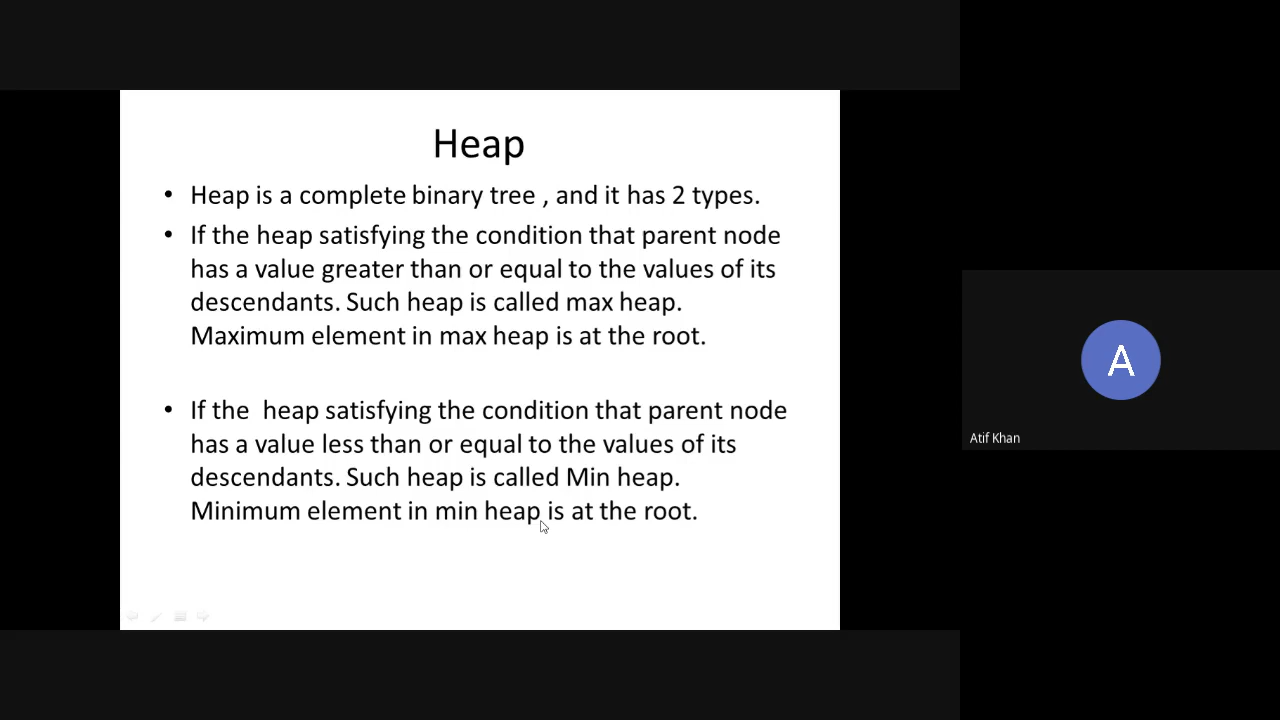 Heap
• Heap is a complete binary tree , and it has 2 types.
• If the heap satisfying the condition that parent node
has a value greater than or equal to the values of its
descendants. Such heap is called max heap.
Maximum element in max heap is at the root.
• If the  heap satisfying the condition that parent node
has a value less than or equal to the values of its
descendants. Such heap is called Min heap.
Minimum element in min heap is at the root.
A
Atif Khan